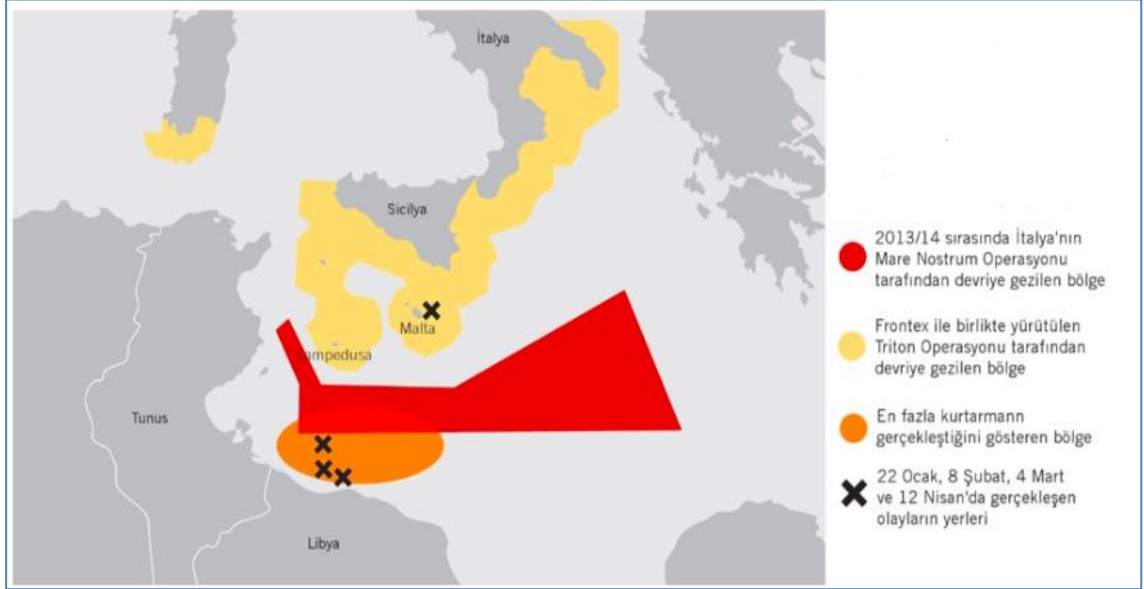 İtalya
Sicilya
Malta
Lampedusa
Tunus
Libya
2013/14 sırasında İtalya'nın
Mare Nostrum Operasyonu
tarafından devriye gezilen bölge
Frontex ile birlikte yürütülen
Triton Operasyonu tarafından
devriye gezilen bölge
En fazla kurtarmann
gerçekleştiğini gösteren bölge
22 Ocak, 8 Şubat, 4 Mart
ve 12 Nisan'da gerçekleşen
olayların yerleri